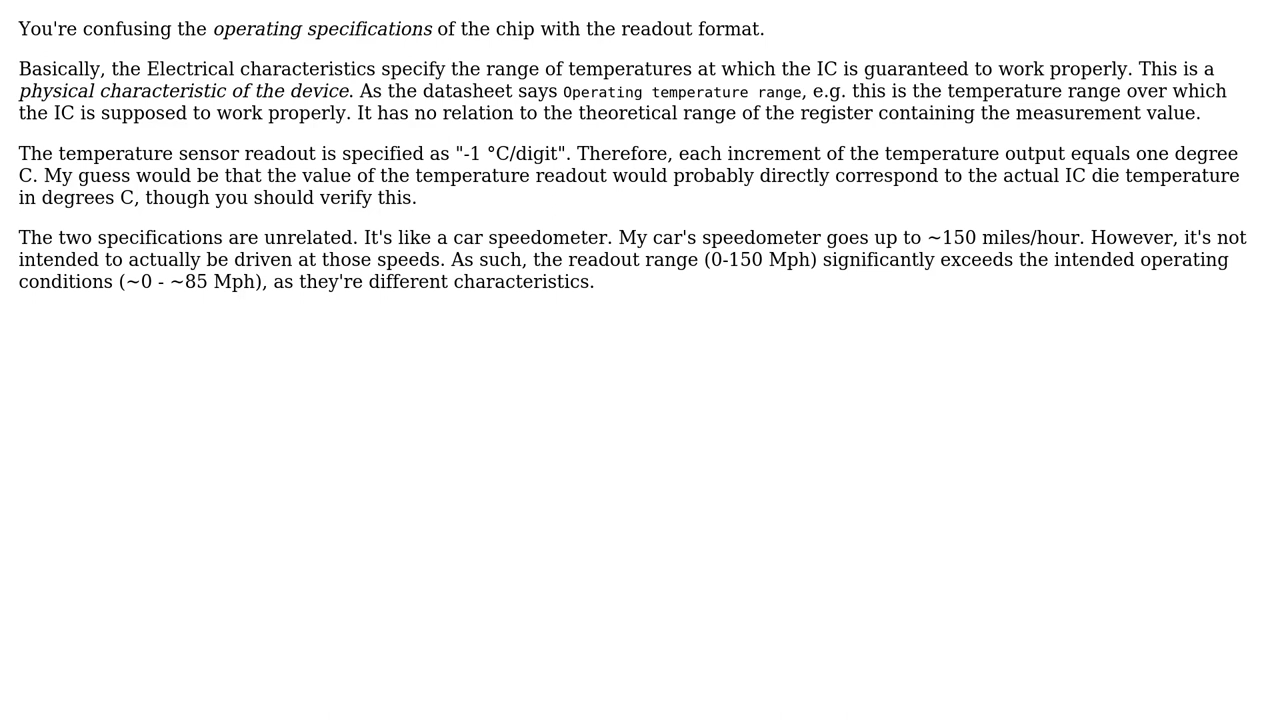 You're confusing the operating specifications of the chip with the readout format.
Basically, the Electrical characteristics specify the range of temperatures at which the IC is guaranteed to work properly. This is a
physical characteristic of the device. As the datasheet says Operating temperature range, e.g. this is the temperature range over which
the IC is supposed to work properly. It has no relation to the theoretical range of the register containing the measurement value.
The temperature sensor readout is specified as "-1 °C/digit". Therefore, each increment of the temperature output equals one degree
C. My guess would be that the value of the temperature readout would probably directly correspond to the actual IC die temperature
in degrees C, though you should verify this.
The two specifications are unrelated. It's like a car speedometer. My car's speedometer goes up to ~150 miles/hour. However, it's not
intended to actually be driven at those speeds. As such, the readout range (0-150 Mph) significantly exceeds the intended operating
conditions (~0 - ~85 Mph), as they're different characteristics.